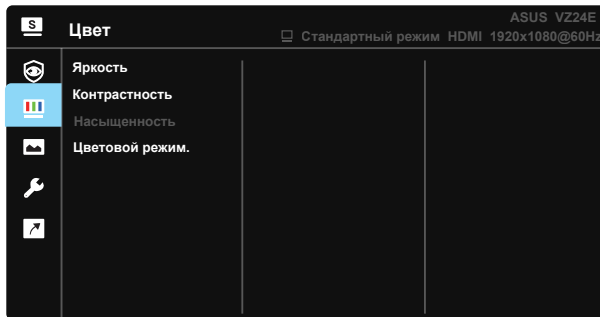 S
Цвет
ASUS VZ24E
Стандартный режим HDMI 1920x1080@60Hz
Яркость
Контрастность
Насыщенность
Цветовой режим.